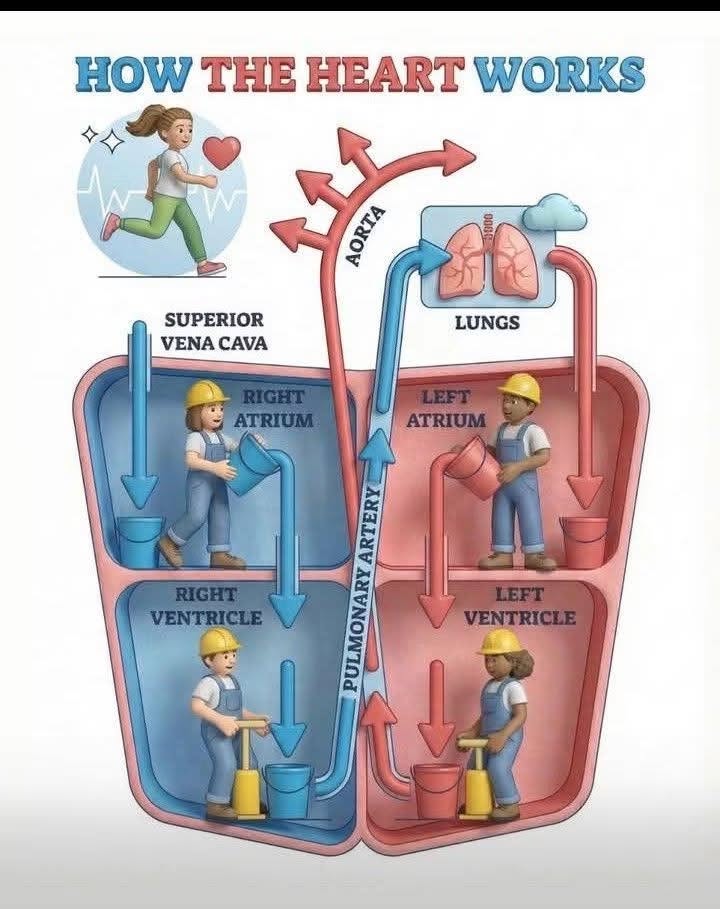 HOW THE HEART WORKS
AORTA
LUNGS
SUPERIOR
VENA CAVA
RIGHT
ATRIUM
LEFT
ATRIUM
PULMONARY ARTERY
RIGHT
VENTRICLE
LEFT
VENTRICLE